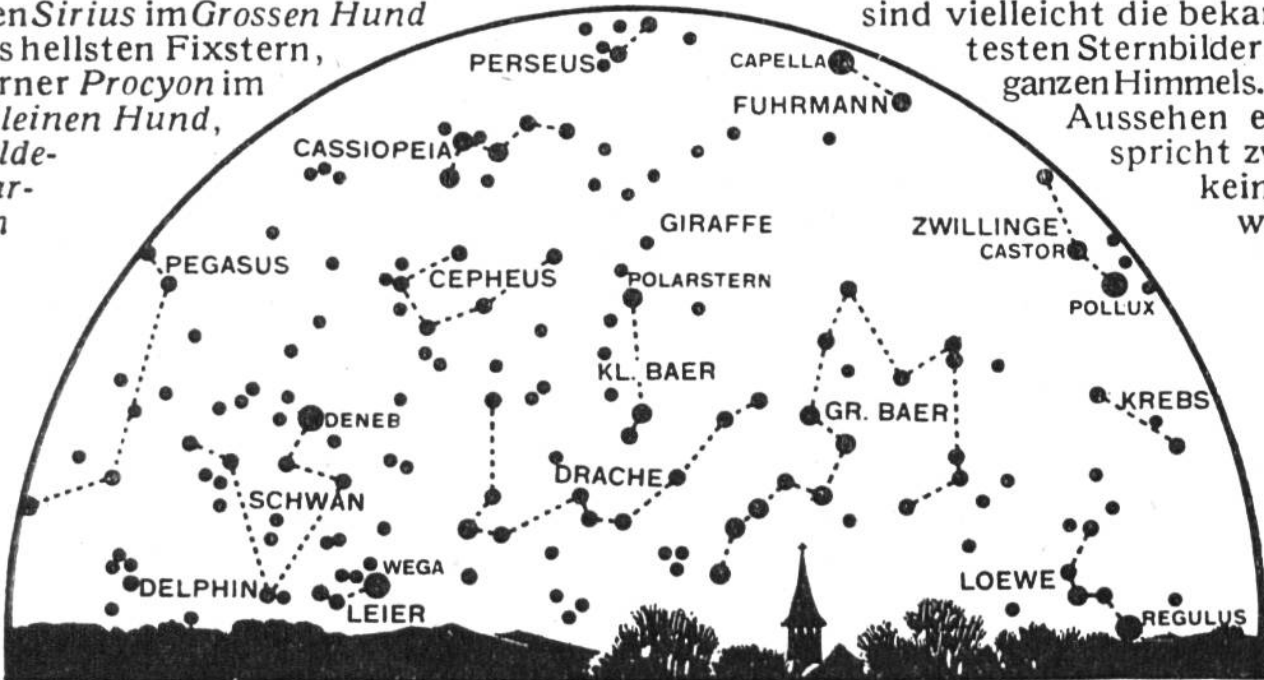 en Sirius im Grossen Hund
s hellsten Fixstern,
rner Procyon im
leinen Hund,
lde-
ar-
sind vielleicht die bekan
testen Sternbilder
ganzen Himmels.
Aussehen e
spricht zw
kein
w
PERSEUS
CAPELLA
FUHRMANN
CASSIOPEIA
GIRAFFE
ZWILLINGE
CASTOR
PEGASUS
CEPHEUS
POLARSTERN
POLLUX
KL. BAER
DENEB
GR. BAER
KREBS
DRACHE
SCHWAN
WEGA
DELPHIN
LOEWE
LEIER
REGULUS